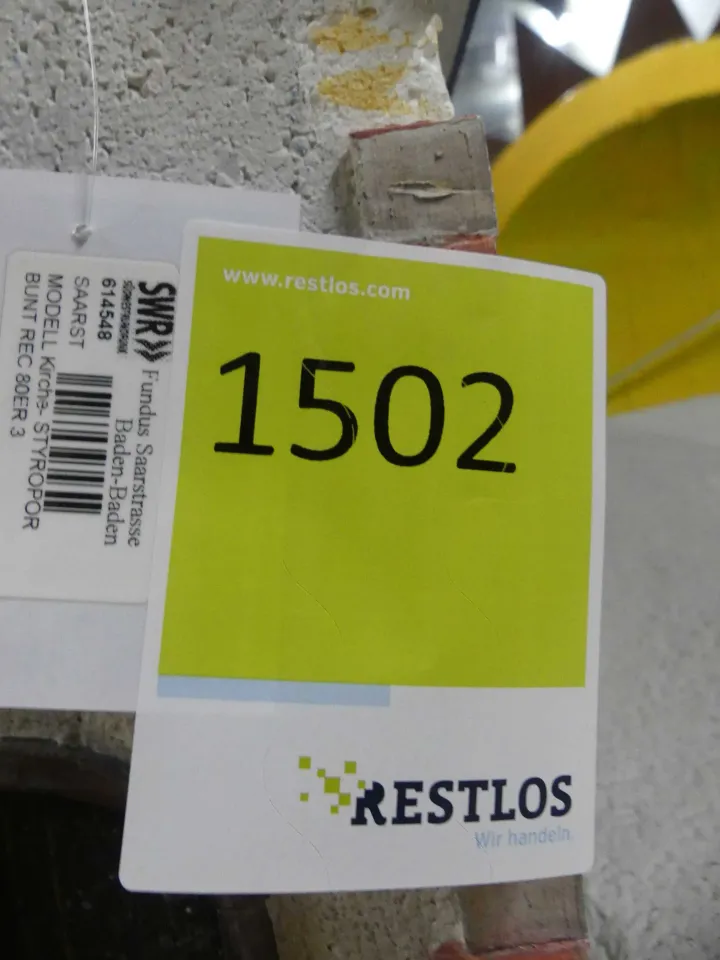 www.restlos.com
1502
RESTLOS
Wir handeln.
SWR
SÜDWESTRUNDFUNK
Fundus Saarstrasse
Baden-Baden
614548
SAARST
MODELL Kirche- STYROPOR
BUNT REC 80ER 3